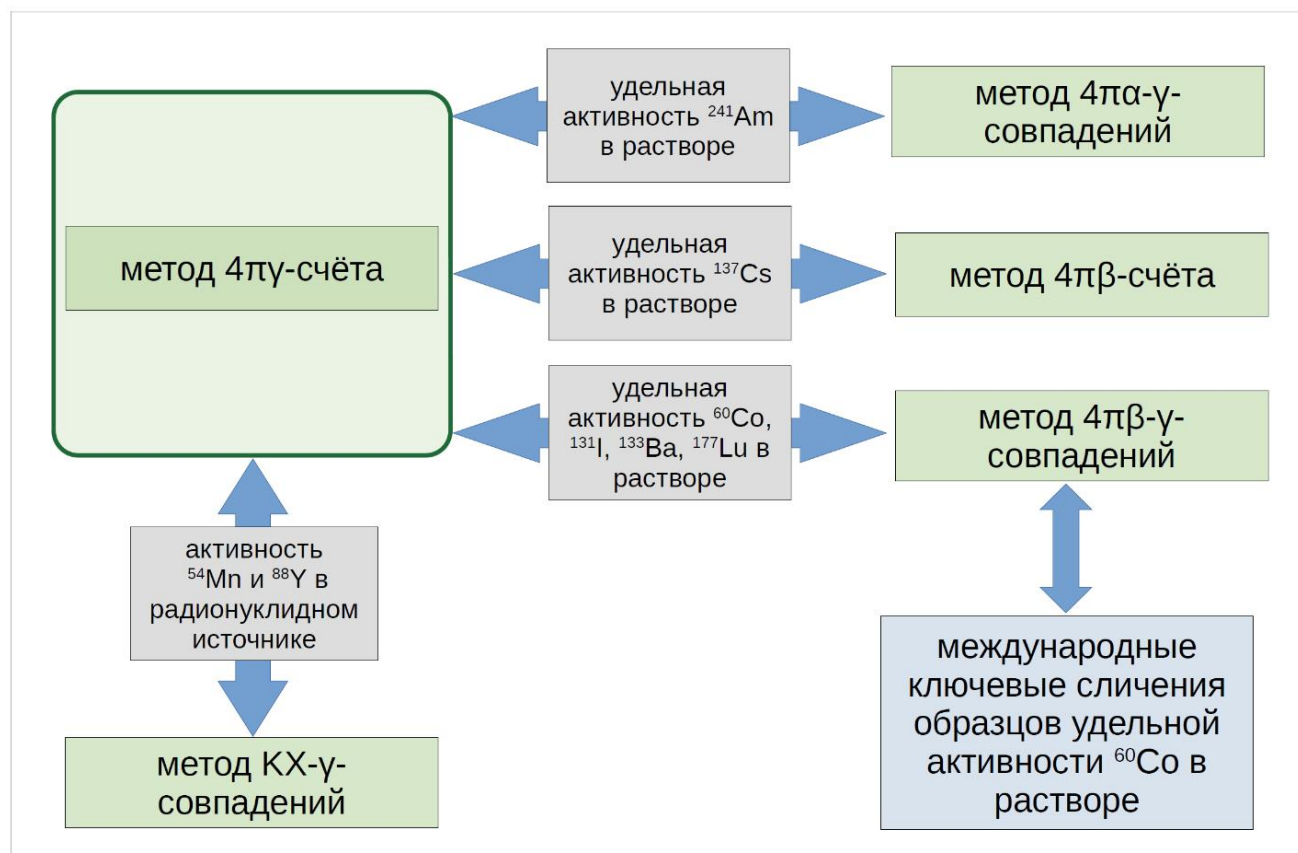 удельная
активность ²⁴¹Am
в растворе
метод 4πα-γ-
совпадений
метод 4πγ-счёта
удельная
активность ¹³⁷Cs
в растворе
метод 4πβ-счёта
удельная
активность ⁶⁰Co,
¹³¹I, ¹³³Ba, ¹⁷⁷Lu в
растворе
метод 4πβ-γ-
совпадений
активность
⁵⁴Mn и ⁸⁸Y в
радионуклидном
источнике
метод KX-γ-
совпадений
международные
ключевые сличения
образцов удельной
активности ⁶⁰Co в
растворе